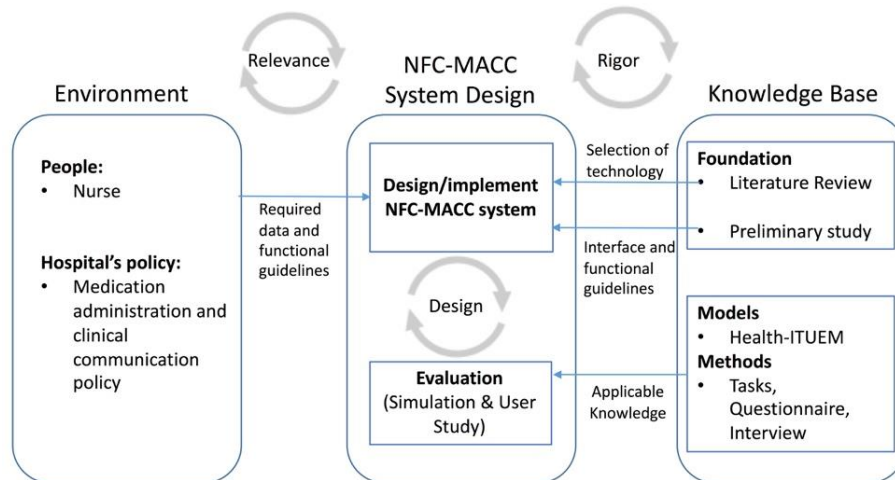 Relevance
NFC-MACC
System Design
Rigor
Environment
Knowledge Base
People:
• Nurse
Hospital's policy:
• Medication
administration and
clinical
communication
policy
Required
data and
functional
guidelines
Design/implement
NFC-MACC system
Design
Evaluation
(Simulation & User
Study)
Selection of
technology
Interface and
functional
guidelines
Applicable
Knowledge
Foundation
• Literature Review
• Preliminary study
Models
• Health-ITUEM
Methods
• Tasks,
Questionnaire,
Interview